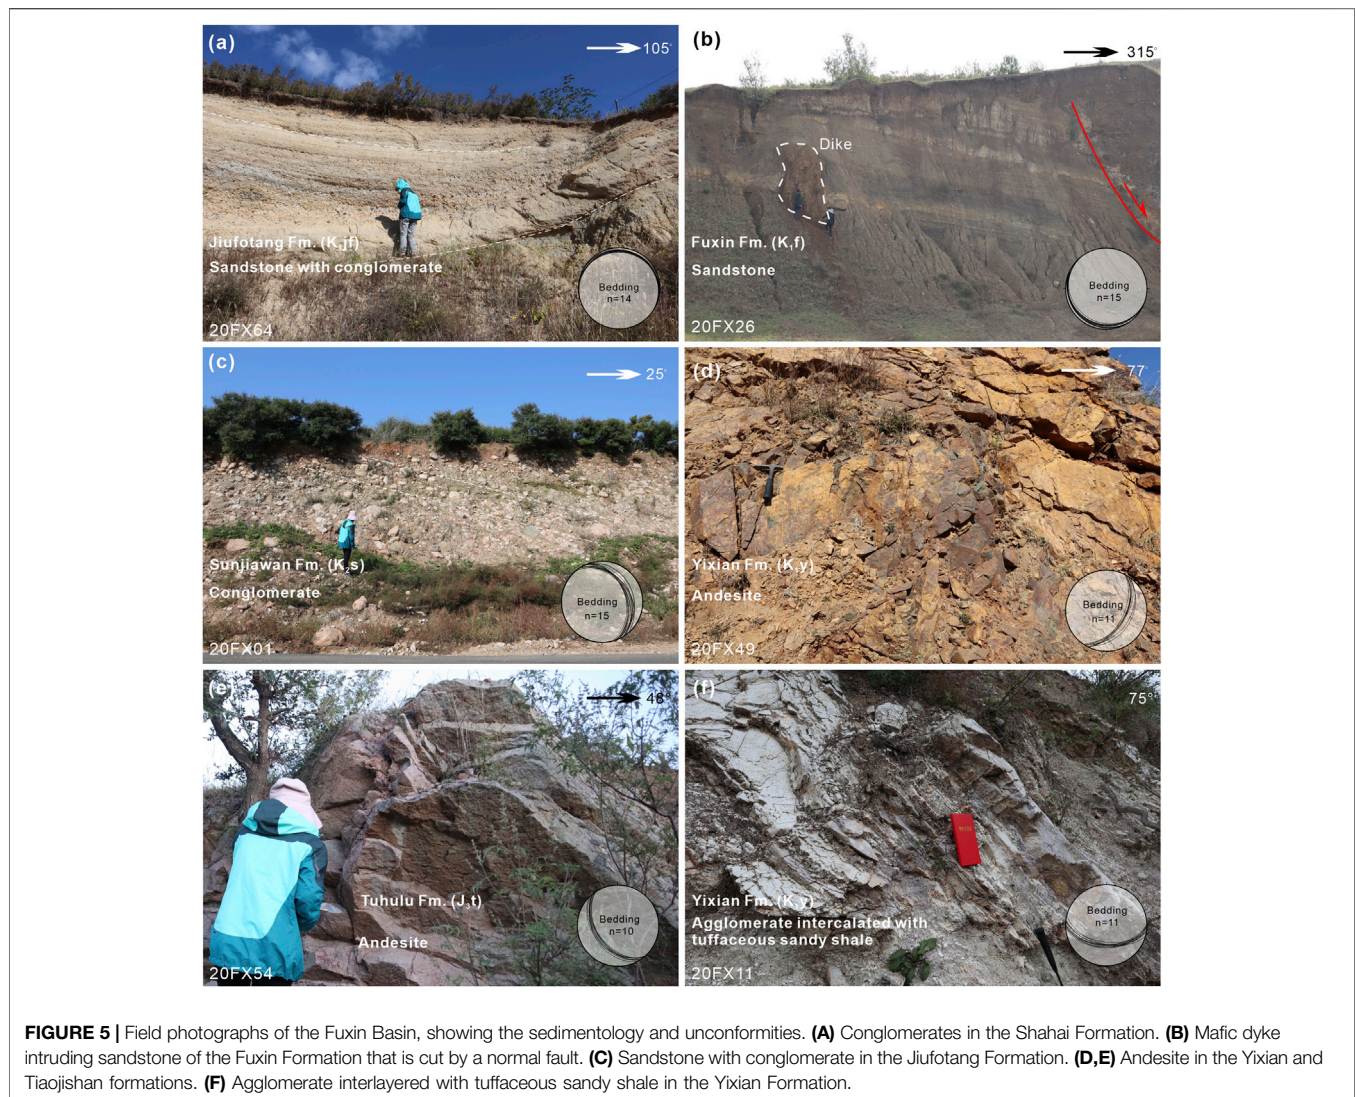 (a)
105°
Jiufotang Fm. (K₁jf)
Sandstone with conglomerate
Bedding
n=14
20FX64
(b)
315°
Dike
Fuxin Fm. (K₁f)
Sandstone
Bedding
n=15
20FX26
(c)
25°
Sunjiawan Fm. (K₂s)
Conglomerate
Bedding
n=15
20FX01
(d)
77°
Yixian Fm. (K₁y)
Andesite
Bedding
n=11
20FX49
(e)
48°
Tuhulu Fm. (J₃t)
Andesite
Bedding
n=10
20FX54
(f)
75°
Yixian Fm. (K₁y)
Agglomerate intercalated with
tuffaceous sandy shale
Bedding
n=11
20FX11
FIGURE 5 | Field photographs of the Fuxin Basin, showing the sedimentology and unconformities. (A) Conglomerates in the Shahai Formation. (B) Mafic dyke
intruding sandstone of the Fuxin Formation that is cut by a normal fault. (C) Sandstone with conglomerate in the Jiufotang Formation. (D,E) Andesite in the Yixian and
Tiaojishan formations. (F) Agglomerate interlayered with tuffaceous sandy shale in the Yixian Formation.